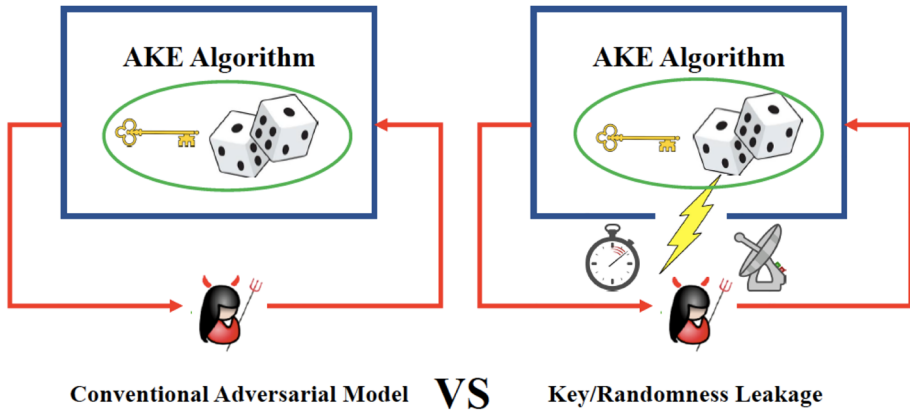 AKE Algorithm
AKE Algorithm
Conventional Adversarial Model VS Key/Randomness Leakage